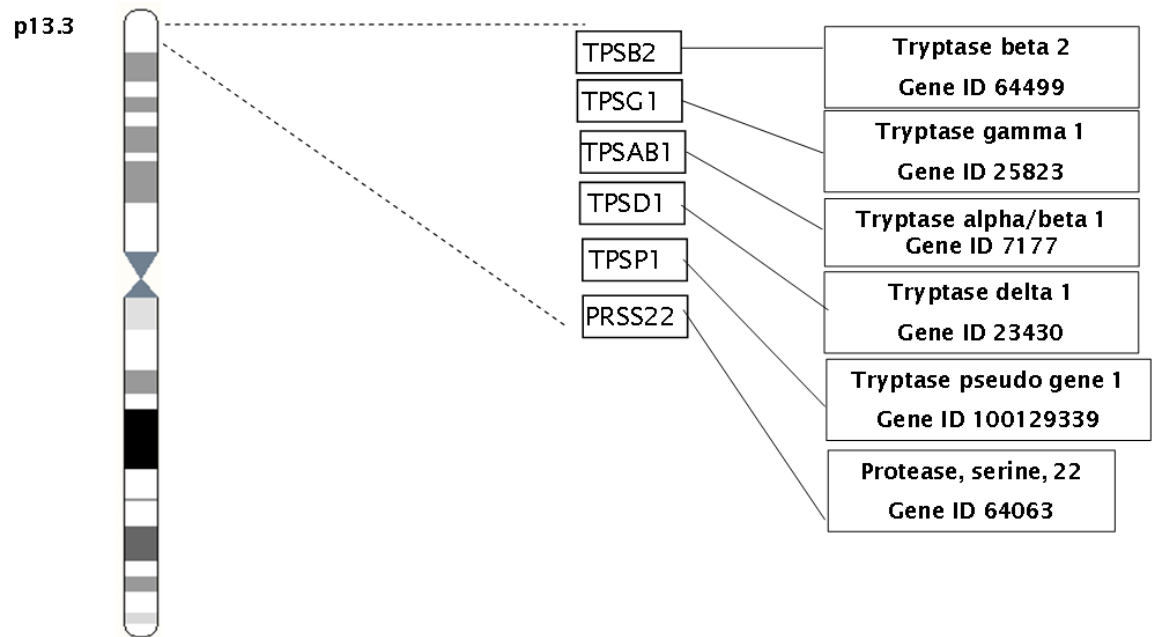 p13.3
TPSB2
TPSG1
TPSAB1
TPSD1
TPSP1
PRSS22
Tryptase beta 2
Gene ID 64499
Tryptase gamma 1
Gene ID 25823
Tryptase alpha/beta 1
Gene ID 7177
Tryptase delta 1
Gene ID 23430
Tryptase pseudo gene 1
Gene ID 100129339
Protease, serine, 22
Gene ID 64063